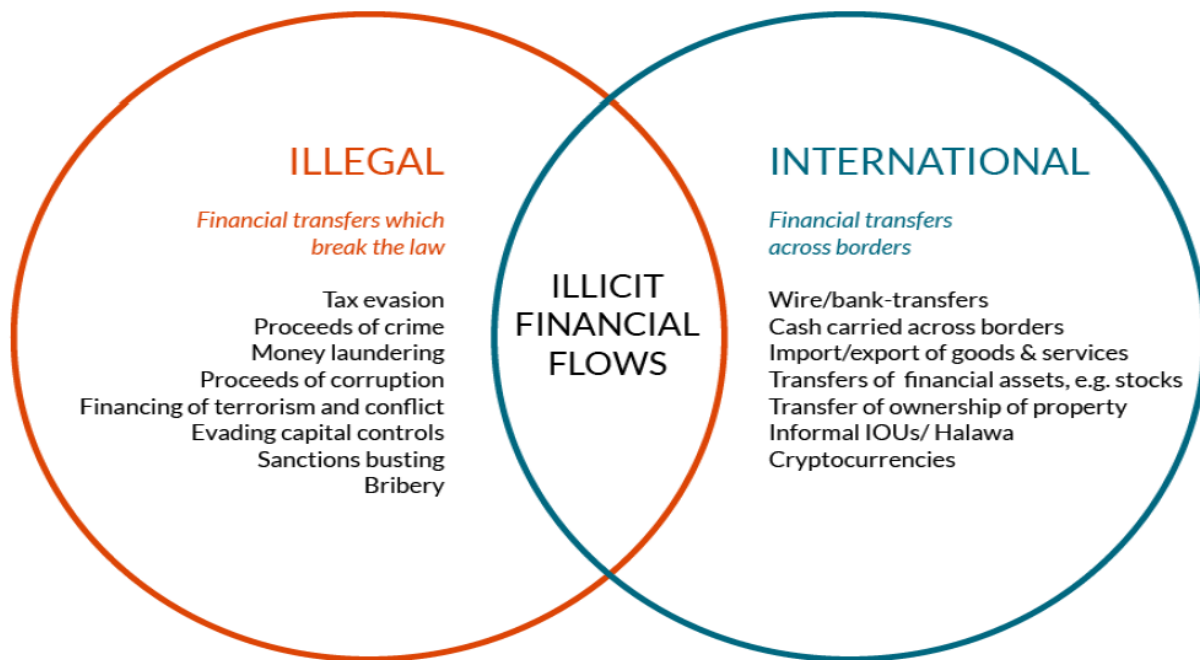 ILLEGAL
Financial transfers which
break the law
Tax evasion
Proceeds of crime
Money laundering
Proceeds of corruption
Financing of terrorism and conflict
Evading capital controls
Sanctions busting
Bribery
ILLICIT
FINANCIAL
FLOWS
INTERNATIONAL
Financial transfers
across borders
Wire/bank-transfers
Cash carried across borders
Import/export of goods & services
Transfers of financial assets, e.g. stocks
Transfer of ownership of property
Informal IOUs/ Halawa
Cryptocurrencies